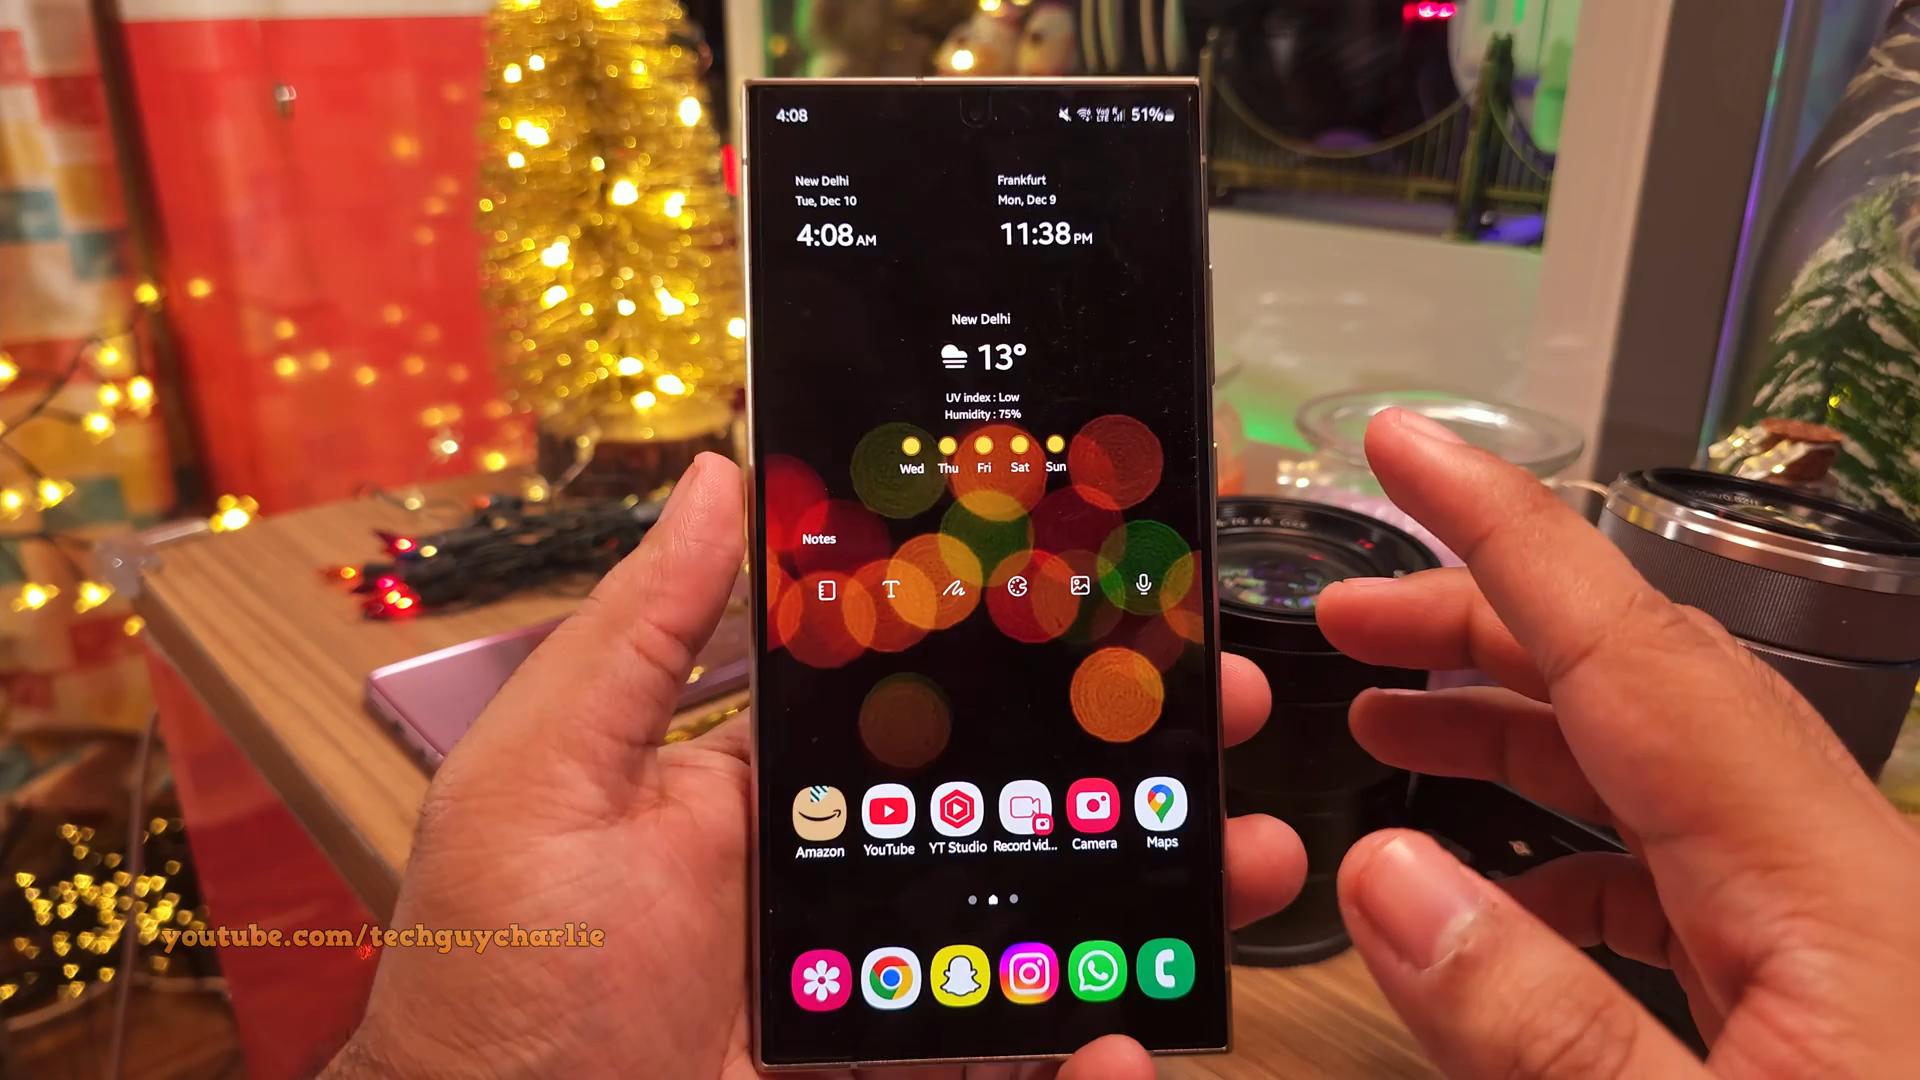 4:08
51%
New Delhi
Tue, Dec 10
4:08 AM
Frankfurt
Mon, Dec 9
11:38 PM
New Delhi
13°
UV index : Low
Humidity : 75%
Wed Thu Fri Sat Sun
Notes
Amazon YouTube YT Studio Record vid... Camera Maps
youtube.com/techguycharlie